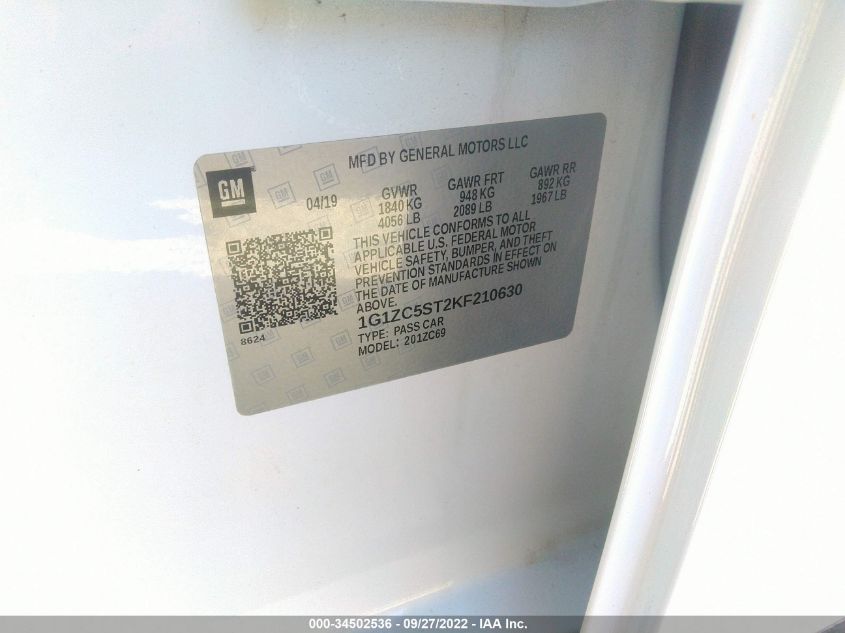 MFD BY GENERAL MOTORS LLC
GM
04/19
GVWR GAWR FRT GAWR RR
1840 KG 948 KG 892 KG
4056 LB 2089 LB 1967 LB
THIS VEHICLE CONFORMS TO ALL
APPLICABLE U.S. FEDERAL MOTOR
VEHICLE SAFETY, BUMPER, AND THEFT
PREVENTION STANDARDS IN EFFECT ON
THE DATE OF MANUFACTURE SHOWN
ABOVE.
1G1ZC5ST2KF210630
8624
TYPE: PASS CAR
MODEL: 201ZC69
000-34502536 - 09/27/2022 - IAA Inc.